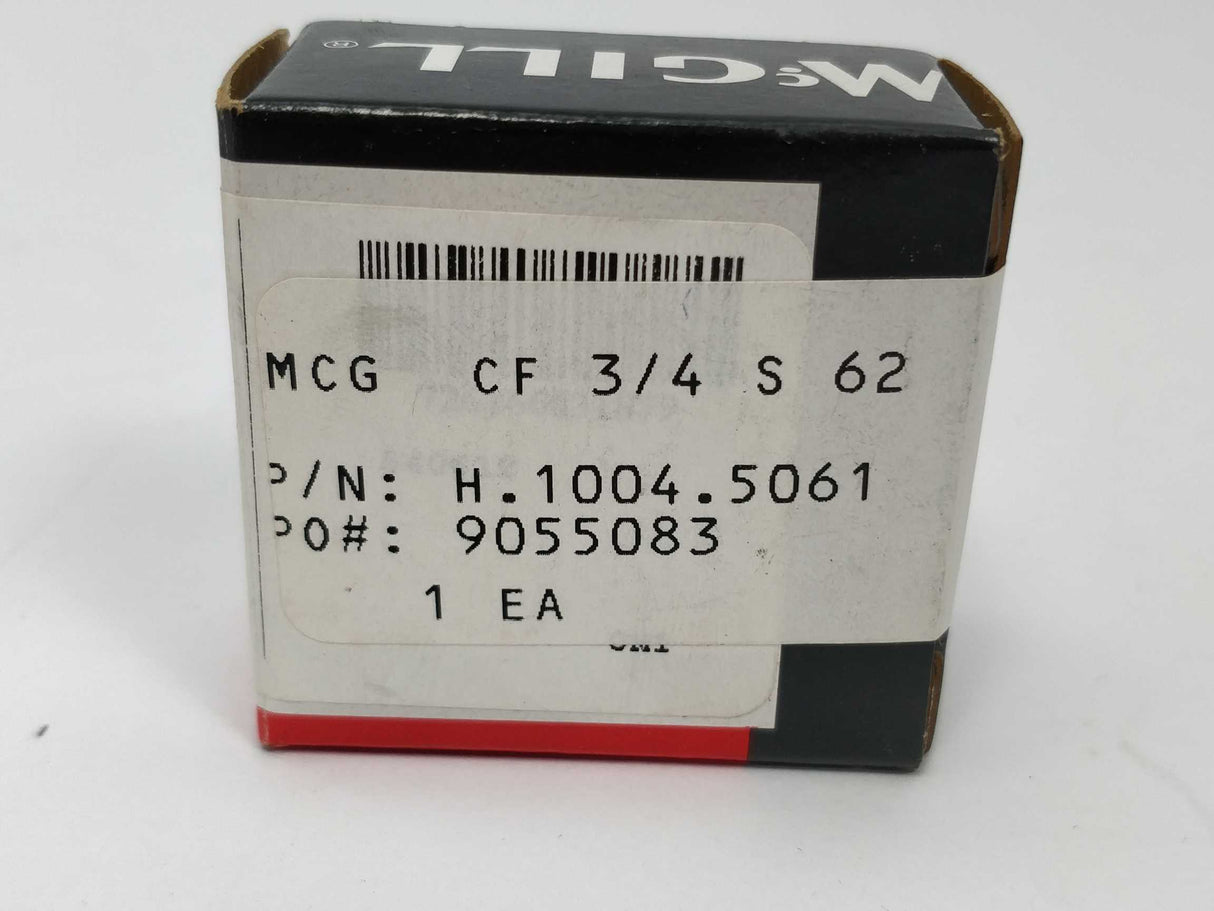 McGILL®
MCG CF 3/4 S 62
P/N: H.1004.5061
PO#: 9055083
1 EA